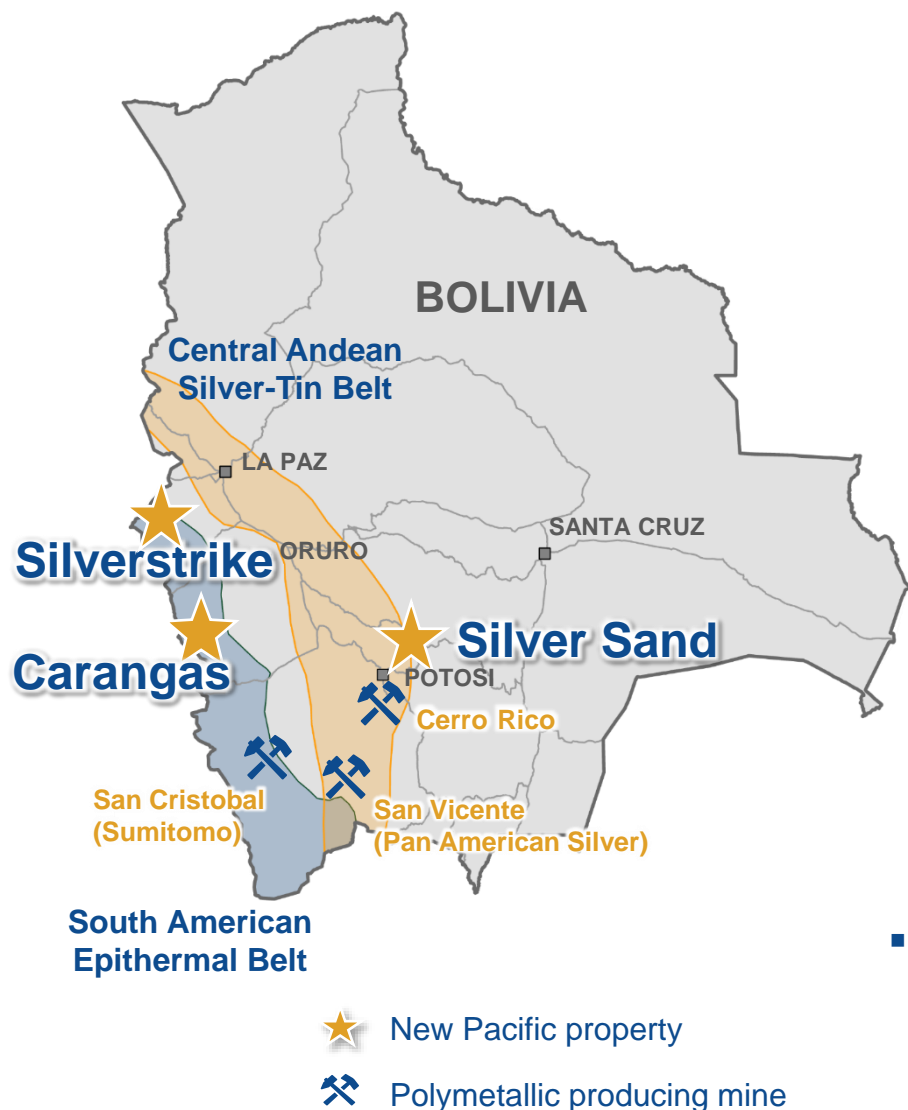 BOLIVIA
Central Andean
Silver-Tin Belt
LA PAZ
SANTA CRUZ
ORURO
Silverstrike
Silver Sand
Carangas
POTOSI
Cerro Rico
San Cristobal
(Sumitomo)
San Vicente
(Pan American Silver)
South American
Epithermal Belt
New Pacific property
Polymetallic producing mine